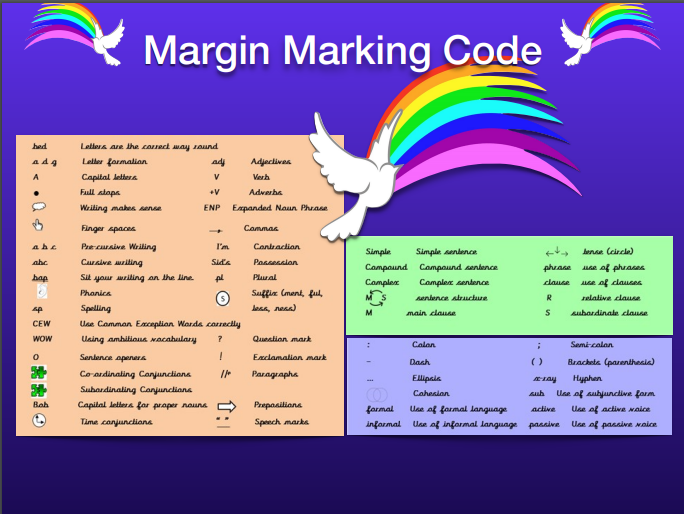 Margin Marking Code
bed Letters are the correct way round
a d g Letter formation adj Adjectives
A Capital letters V Verb
Full stops +V Adverbs
Writing makes sense ENP Expanded Noun Phrase
Finger spaces , Commas
a b c Pre-cursive Writing I'm Contraction
abc Cursive writing Sid's Possession
bap Sit your writing on the line. pl Plural
Phonics S Suffix (ment, ful,
sp Spelling less, ness)
CEW Use Common Exception Words correctly
WOW Using ambitious vocabulary ? Question mark
O Sentence openers ! Exclamation mark
Co-ordinating Conjunctions //P Paragraphs
Subordinating Conjunctions
Bob Capital letters for proper nouns Prepositions
Time conjunctions " " Speech marks
Simple Simple sentence ←↓→ tense (circle)
Compound Compound sentence phrase use of phrases
Complex Complex sentence clause use of clauses
M S sentence structure R relative clause
M main clause S subordinate clause
: Colon ; Semi-colon
- Dash ( ) Brackets (parenthesis)
... Ellipsis x-ray Hyphen
Cohesion sub Use of subjunctive form
formal Use of formal language active Use of active voice
informal Use of informal language passive Use of passive voice